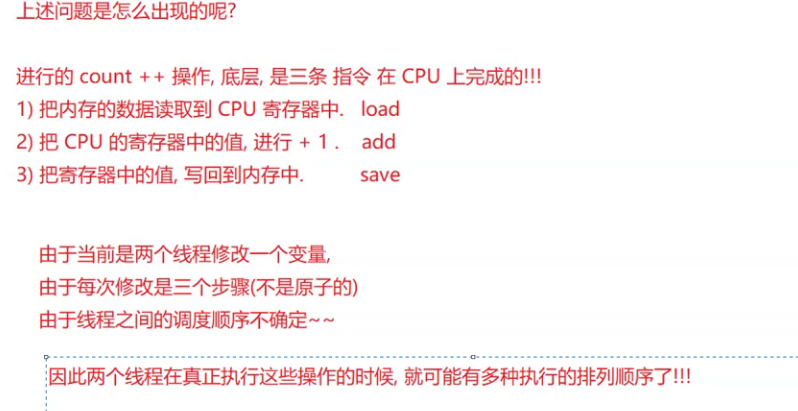 上述问题是怎么出现的呢?
进行的 count ++ 操作, 底层, 是三条 指令 在 CPU 上完成的!!!
1) 把内存的数据读取到 CPU 寄存器中. load
2) 把 CPU 的寄存器中的值, 进行 + 1 . add
3) 把寄存器中的值, 写回到内存中. save
由于当前是两个线程修改一个变量,
由于每次修改是三个步骤(不是原子的)
由于线程之间的调度顺序不确定~~
因此两个线程在真正执行这些操作的时候, 就可能有多种执行的排列顺序了!!!